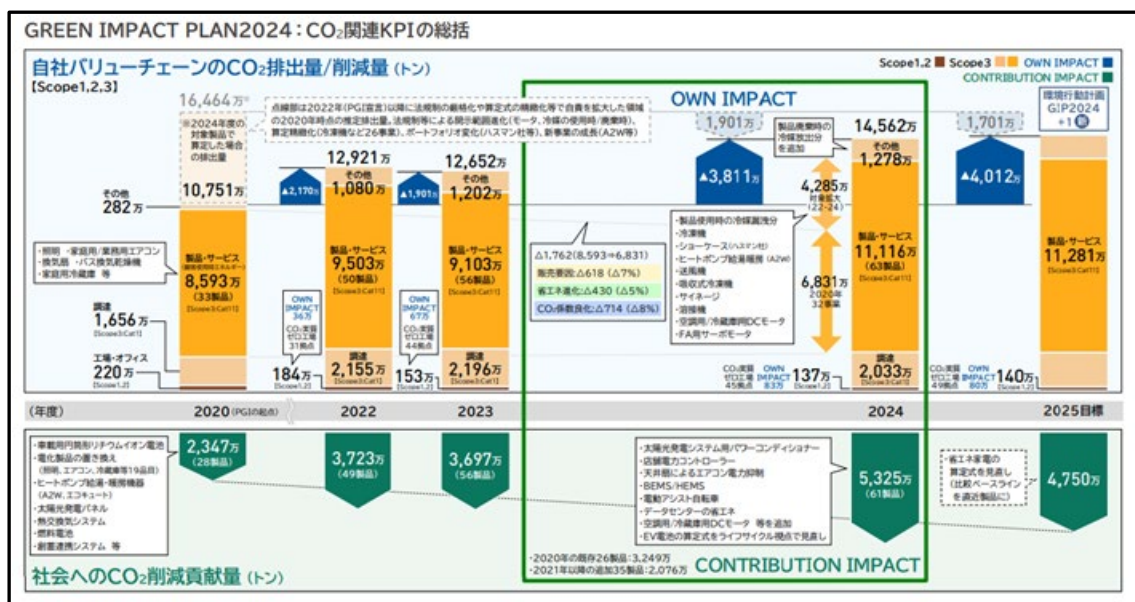 GREEN IMPACT PLAN2024：CO₂関連KPIの総括
自社バリューチェーンのCO₂排出量/削減量（トン）
【Scope1,2,3】
Scope1,2 Scope3 OWN IMPACT
CONTRIBUTION IMPACT
16,464万※
※2024年度の
対象製品で
算定した場合
の排出量
点線部は2022年(PGI宣言)以降に法規制の厳格化や算定式の精緻化等で自責を拡大した領域
の2020年時点の推定排出量。法規制等による開示範囲進化(モータ、冷媒の使用時/廃棄時)、
算定精緻化(冷凍機など26事業)、ポートフォリオ変化(ハスマン社)、新事業の成長(A2W等)
10,751万
その他
282万
・照明 ・家庭用/業務用エアコン
・換気扇 ・バス換気乾燥機
・家庭用冷蔵庫 等
製品・サービス
8,593万
(33製品)
[Scope3:Cat11]
調達
1,656万
[Scope3:Cat1]
工場・オフィス
220万
[Scope1,2]
12,921万
▲2,170万
その他
1,080万
製品・サービス
9,503万
(50製品)
[Scope3:Cat11]
OWN
IMPACT
36万
CO₂実質
ゼロ工場
31拠点
184万
[Scope1,2]
調達
2,155万
[Scope3:Cat1]
12,652万
▲1,901万
その他
1,202万
製品・サービス
9,103万
(56製品)
[Scope3:Cat11]
OWN
IMPACT
67万
CO₂実質
ゼロ工場
44拠点
153万
[Scope1,2]
調達
2,196万
[Scope3:Cat1]
OWN IMPACT
1,901万
▲3,811万
製品廃棄時の
冷媒放出分
を追加
14,562万
その他
1,278万
4,285万
対象拡大
(22-24)
・製品使用時の冷媒漏洩分
・冷凍機
・ショーケース(ハスマン社)
・ヒートポンプ給湯暖房(A2W)
・送風機
・吸収式冷凍機
・サイネージ
・溶接機
・空調用/冷蔵庫用DCモータ
・FA用サーボモータ
△1,762(8,593⇒6,831)
販売要因:△618 (△7%)
省エネ進化:△430 (△5%)
CO₂係数良化:△714 (△8%)
製品・サービス
11,116万
(63製品)
[Scope3:Cat11]
6,831万
2020年
32事業
CO₂実質
ゼロ工場
45拠点
OWN
IMPACT
83万
137万
[Scope1,2]
調達
2,033万
[Scope3:Cat1]
1,701万
▲4,012万
環境行動計画
GIP2024
+1
製品・サービス
11,281万
[Scope3:Cat11]
CO₂実質
ゼロ工場
49拠点
OWN
IMPACT
80万
140万
[Scope1,2]
(年度) 2020 (PGIの起点) 2022 2023 2024 2025目標
・車載用円筒形リチウムイオン電池
・電化製品の置き換え
(照明、エアコン、冷蔵庫等19品目)
・ヒートポンプ給湯・暖房機器
(A2W、エコキュート)
・太陽光発電パネル
・熱交換気システム
・燃料電池
・創蓄連携システム 等
2,347万
(28製品)
3,723万
(49製品)
3,697万
(56製品)
・太陽光発電システム用パワーコンディショナー
・店舗電力コントローラー
・天井扇によるエアコン電力抑制
・BEMS/HEMS
・電動アシスト自転車
・データセンターの省エネ
・空調用/冷蔵庫用DCモータ 等を追加
・EV電池の算定式をライフサイクル視点で見直し
5,325万
(61製品)
・省エネ家電の
算定式を見直し
(比較ベースライン
を直近製品に)
4,750万
・2020年の既存26製品：3,249万
・2021年以降の追加35製品：2,076万
CONTRIBUTION IMPACT
社会へのCO₂削減貢献量（トン）